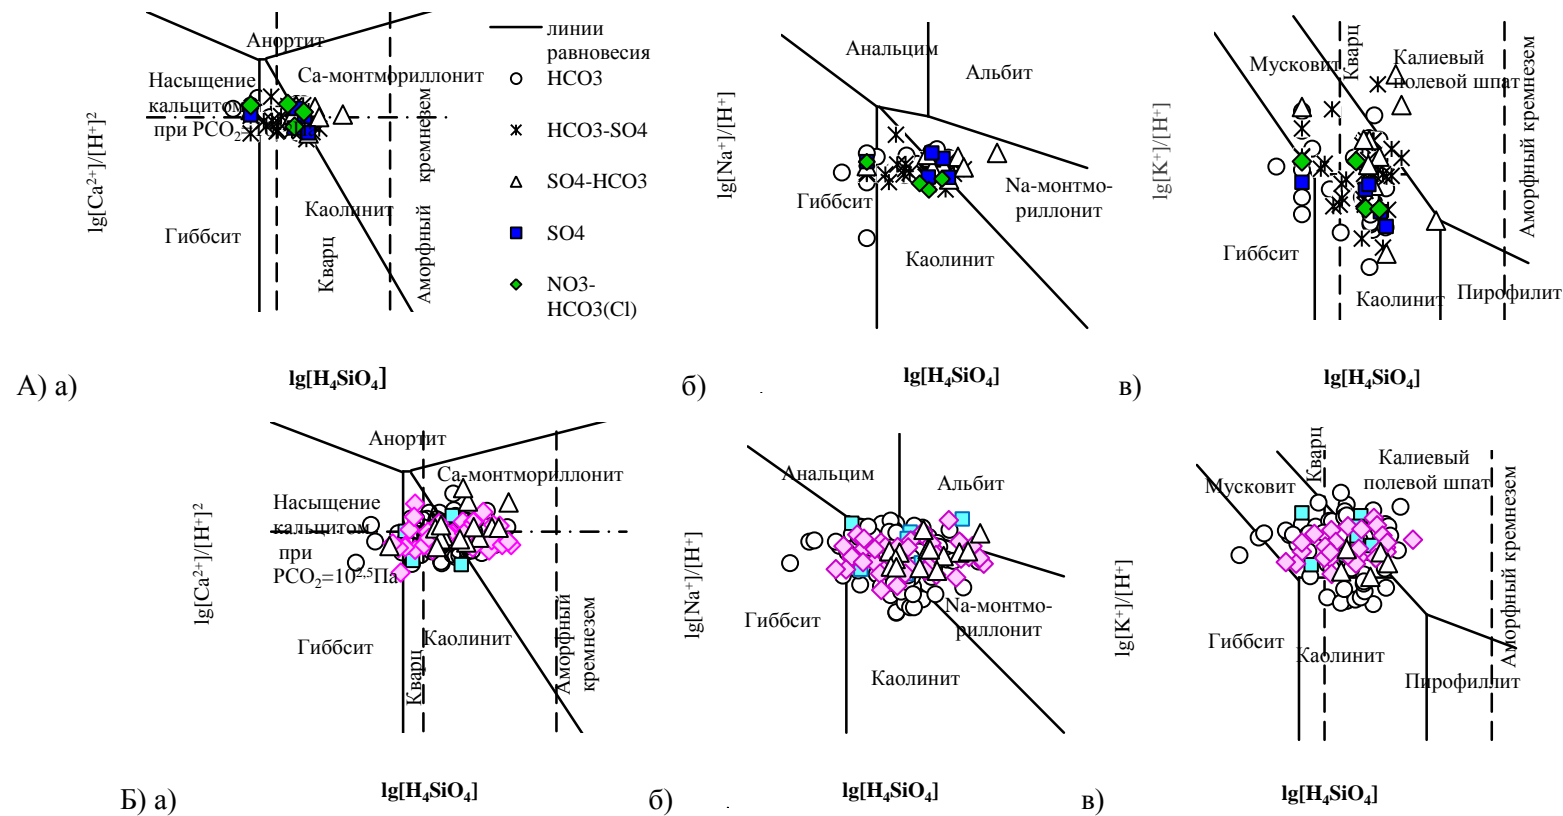 Анортит
Са-монтмориллонит
Насыщение
кальцитом
при РСО2
Каолинит
Гиббсит
Кварц
Аморфный кремнезем
lg[Ca2+]/[H+]2
lg[H4SiO4]
А) а)
линии
равновесия
HCO3
HCO3-SO4
SO4-HCO3
SO4
NO3-
HCO3(Cl)
Анальцим
Альбит
Na-монтмо-
риллонит
Гиббсит
Каолинит
lg[Na+]/[H+]
lg[H4SiO4]
б)
Мусковит
Кварц
Калиевый
полевой шпат
Аморфный кремнезем
Гиббсит
Каолинит
Пирофилит
lg[K+]/[H+]
lg[H4SiO4]
в)
Анортит
Са-монтмориллонит
Насыщение
кальцитом
при
PCO2=10^2,5Па
Гиббсит
Каолинит
Кварц
Аморфный
кремнезем
lg[Ca2+]/[H+]2
lg[H4SiO4]
Б) а)
Анальцим
Альбит
Гиббсит
Na-монтмо-
риллонит
Каолинит
lg[Na+]/[H+]
lg[H4SiO4]
б)
Мусковит
Кварц
Калиевый
полевой шпат
Аморфный кремнезем
Гиббсит
Каолинит
Пирофиллит
lg[K+]/[H+]
lg[H4SiO4]
в)